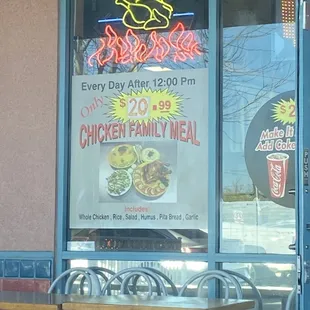 Every Day After 12:00 Pm
Only
$20.99
CHICKEN FAMILY MEAL
Includes:
Whole Chicken , Rice , Salad , Humus , Pita Bread , Garlic
$2
Make it
Add Coke
Coca-Cola